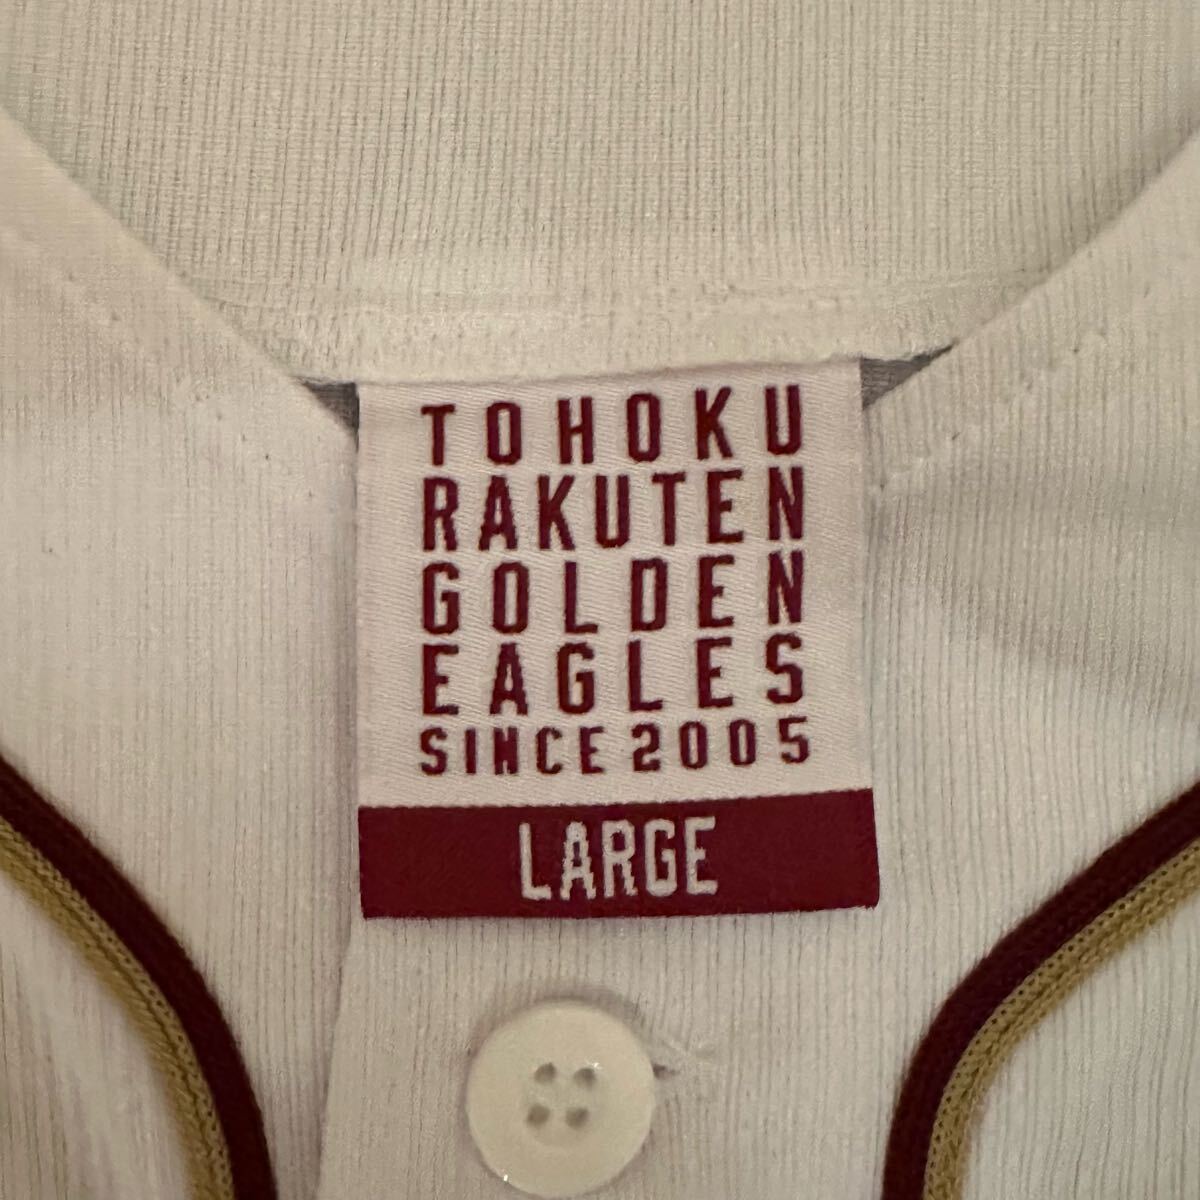 TOHOKU
RAKUTEN
GOLDEN
EAGLES
SINCE 2005
LARGE